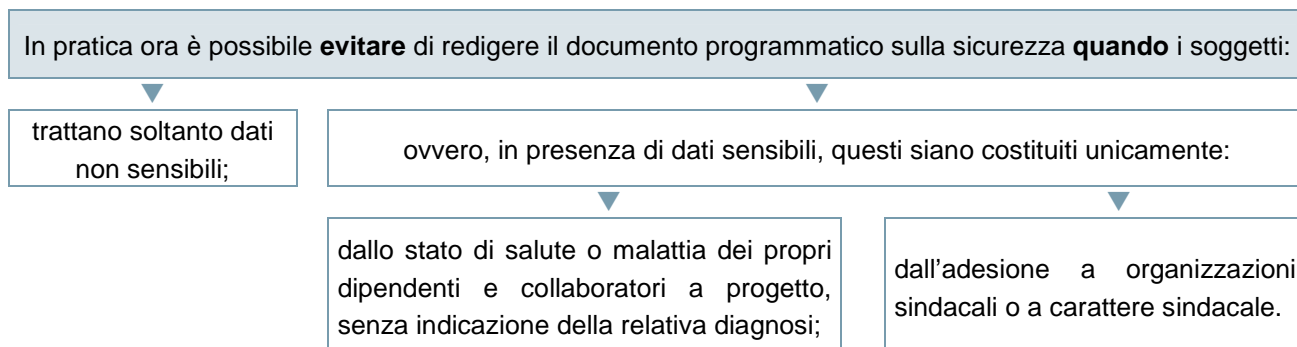 In pratica ora è possibile evitare di redigere il documento programmatico sulla sicurezza quando i soggetti:
trattano soltanto dati
non sensibili;
ovvero, in presenza di dati sensibili, questi siano costituiti unicamente:
dallo stato di salute o malattia dei propri
dipendenti e collaboratori a progetto,
senza indicazione della relativa diagnosi;
dall'adesione a organizzazioni
sindacali o a carattere sindacale.